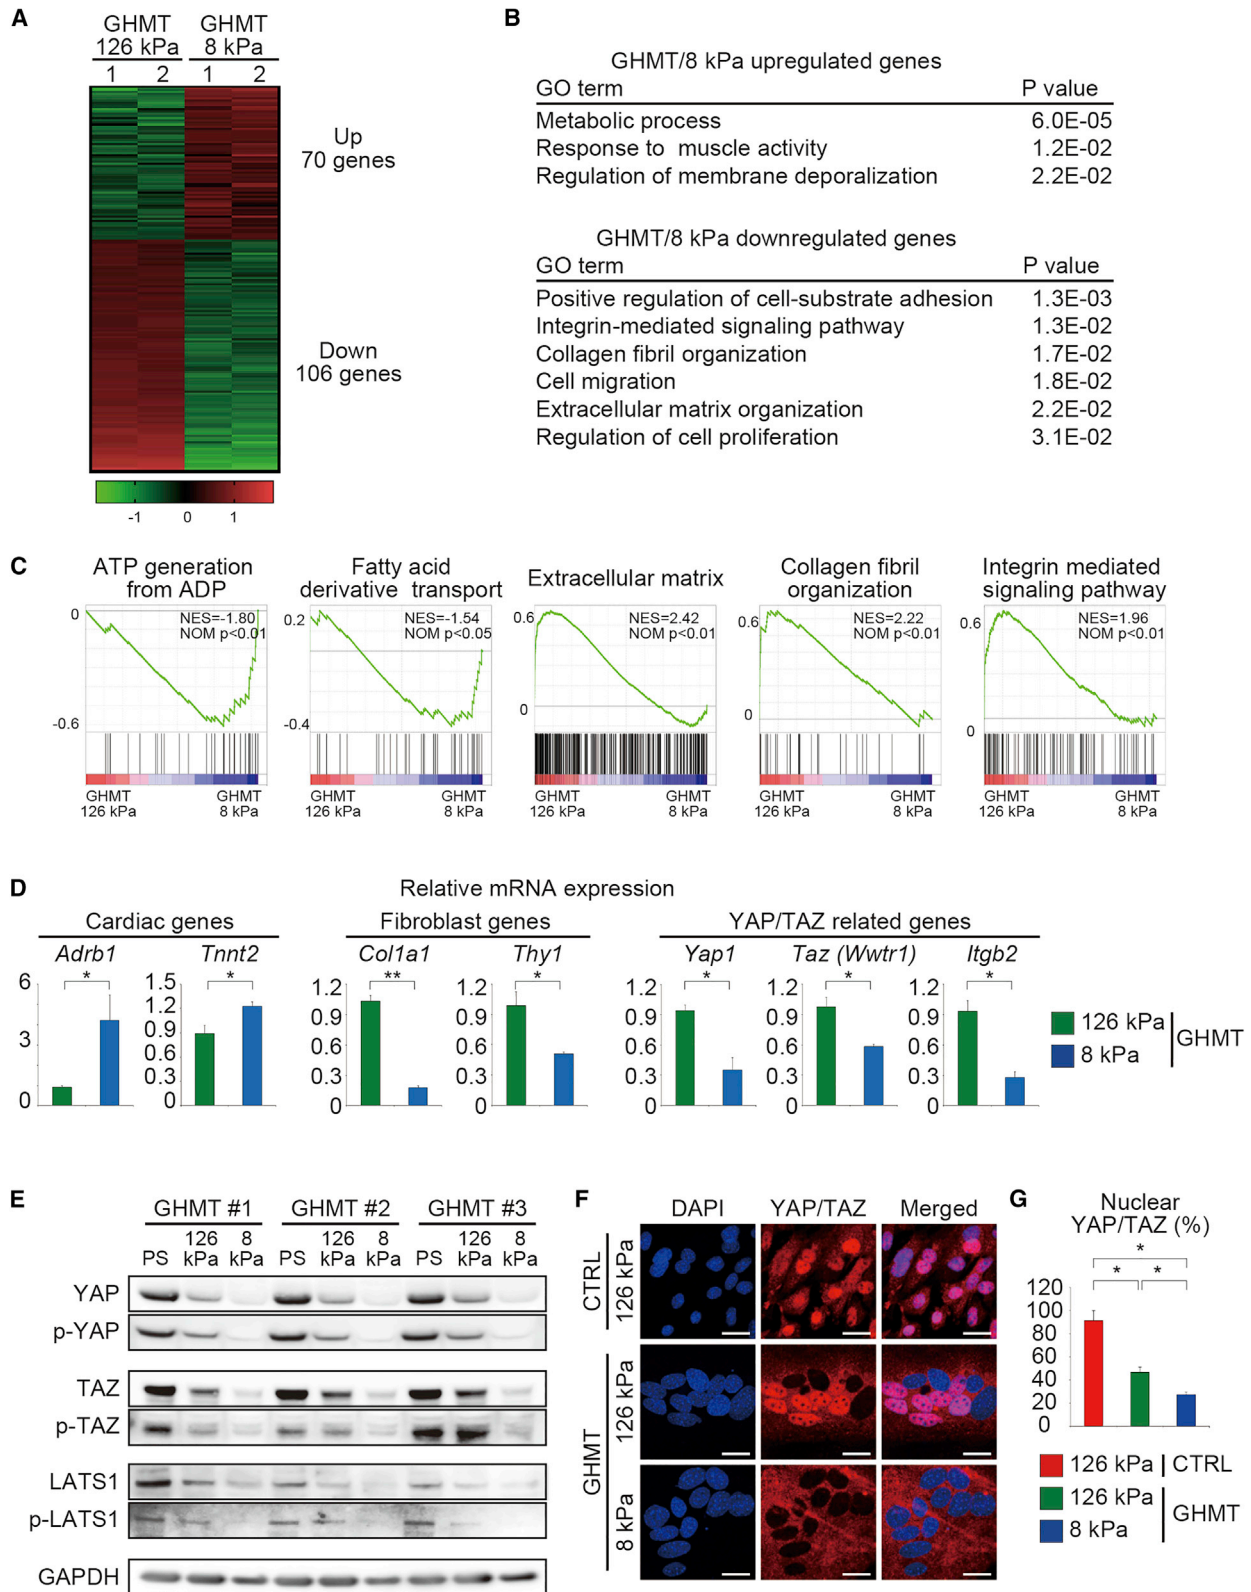 A
GHMT GHMT
126 kPa 8 kPa
1 2 1 2
Up
70 genes
Down
106 genes
-1 0 1
B
GHMT/8 kPa upregulated genes
GO term P value
Metabolic process 6.0E-05
Response to muscle activity 1.2E-02
Regulation of membrane deporalization 2.2E-02
GHMT/8 kPa downregulated genes
GO term P value
Positive regulation of cell-substrate adhesion 1.3E-03
Integrin-mediated signaling pathway 1.3E-02
Collagen fibril organization 1.7E-02
Cell migration 1.8E-02
Extracellular matrix organization 2.2E-02
Regulation of cell proliferation 3.1E-02
C
ATP generation
from ADP
0
NES=-1.80
NOM p<0.01
-0.6
GHMT GHMT
126 kPa 8 kPa
Fatty acid
derivative transport
0.2
NES=-1.54
NOM p<0.05
-0.4
GHMT GHMT
126 kPa 8 kPa
Extracellular matrix
0.6
NES=2.42
NOM p<0.01
0
GHMT GHMT
126 kPa 8 kPa
Collagen fibril
organization
0.6
NES=2.22
NOM p<0.01
0
GHMT GHMT
126 kPa 8 kPa
Integrin mediated
signaling pathway
0.6
NES=1.96
NOM p<0.01
0
GHMT GHMT
126 kPa 8 kPa
D
Relative mRNA expression
Cardiac genes Fibroblast genes YAP/TAZ related genes
Adrb1
6
3
0
*
Tnnt2
1.5
1.2
0.9
0.6
0.3
0
*
Col1a1
1.2
0.9
0.6
0.3
0
**
Thy1
1.2
0.9
0.6
0.3
0
*
Yap1
1.2
0.9
0.6
0.3
0
*
Taz (Wwtr1)
1.2
0.9
0.6
0.3
0
*
Itgb2
1.2
0.9
0.6
0.3
0
*
126 kPa
8 kPa
GHMT
E
GHMT #1 GHMT #2 GHMT #3
PS 126 kPa 8 kPa PS 126 kPa 8 kPa PS 126 kPa 8 kPa
YAP
p-YAP
TAZ
p-TAZ
LATS1
p-LATS1
GAPDH
F
DAPI YAP/TAZ Merged
CTRL
126 kPa
GHMT
126 kPa
8 kPa
G
Nuclear
YAP/TAZ (%)
*
* *
120
100
80
60
40
20
0
126 kPa CTRL
126 kPa
8 kPa
GHMT